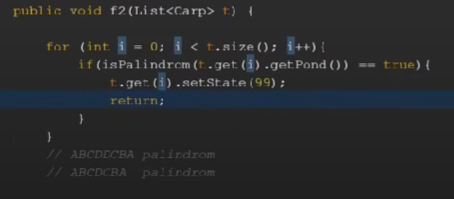 public void f2(List<Carp> t) {
for (int i = 0; i < t.size(); i++){
if(isPalindrom(t.get(i).getPond()) == true){
t.get(i).setState(99);
return;
}
}
// ABCDDCBA palindrom
// ABCDCBA palindrom